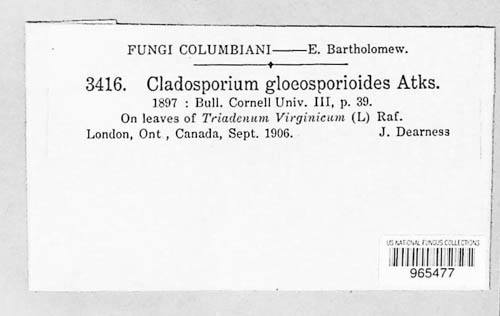 FUNGI COLUMBIANI——E. Bartholomew.
3416. Cladosporium gloeosporioides Atks.
1897 : Bull. Cornell Univ. III, p. 39.
On leaves of Triadenum Virginicum (L) Raf.
London, Ont , Canada, Sept. 1906. J. Dearness
US NATIONAL FUNGUS COLLECTIONS
965477